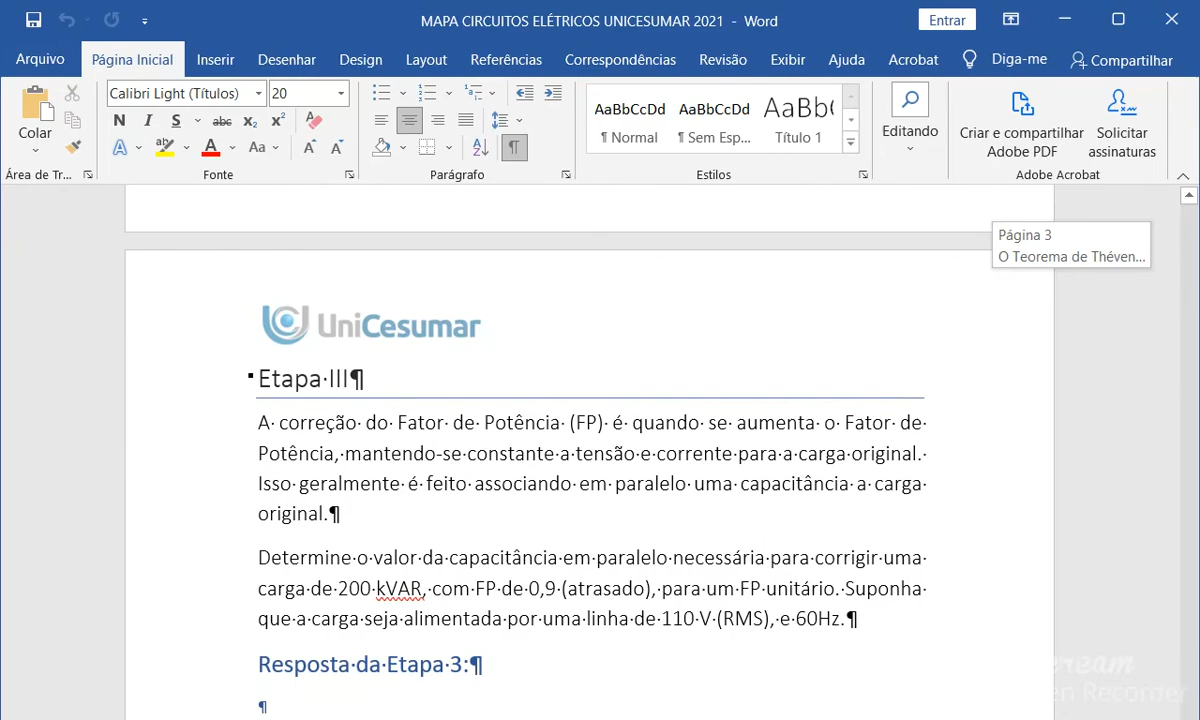 MAPA CIRCUITOS ELÉTRICOS UNICESUMAR 2021 - Word
Entrar
Arquivo Página Inicial Inserir Desenhar Design Layout Referências Correspondências Revisão Exibir Ajuda Acrobat Diga-me Compartilhar
Colar
Calibri Light (Títulos) 20
N I S abc x₂ x²
A A Aa A A
AaBbCcDd AaBbCcDd AaBb(
¶ Normal ¶ Sem Esp... Título 1
Editando
Criar e compartilhar Adobe PDF
Solicitar assinaturas
Área de Tr... Fonte Parágrafo Estilos Adobe Acrobat
Página 3
O Teorema de Théven...
UniCesumar
Etapa·III¶
A· correção· do· Fator· de· Potência· (FP)· é· quando· se· aumenta· o· Fator· de·
Potência,·mantendo-se·constante·a·tensão·e·corrente·para·a·carga·original.·
Isso· geralmente· é· feito· associando· em· paralelo· uma· capacitância· a· carga·
original.¶
Determine·o·valor·da·capacitância·em·paralelo·necessária·para·corrigir·uma·
carga·de·200·kVAR,·com·FP·de·0,9·(atrasado),·para·um·FP·unitário.·Suponha·
que·a·carga·seja·alimentada·por·uma·linha·de·110·V·(RMS),·e·60Hz.¶
Resposta·da·Etapa·3:¶
¶